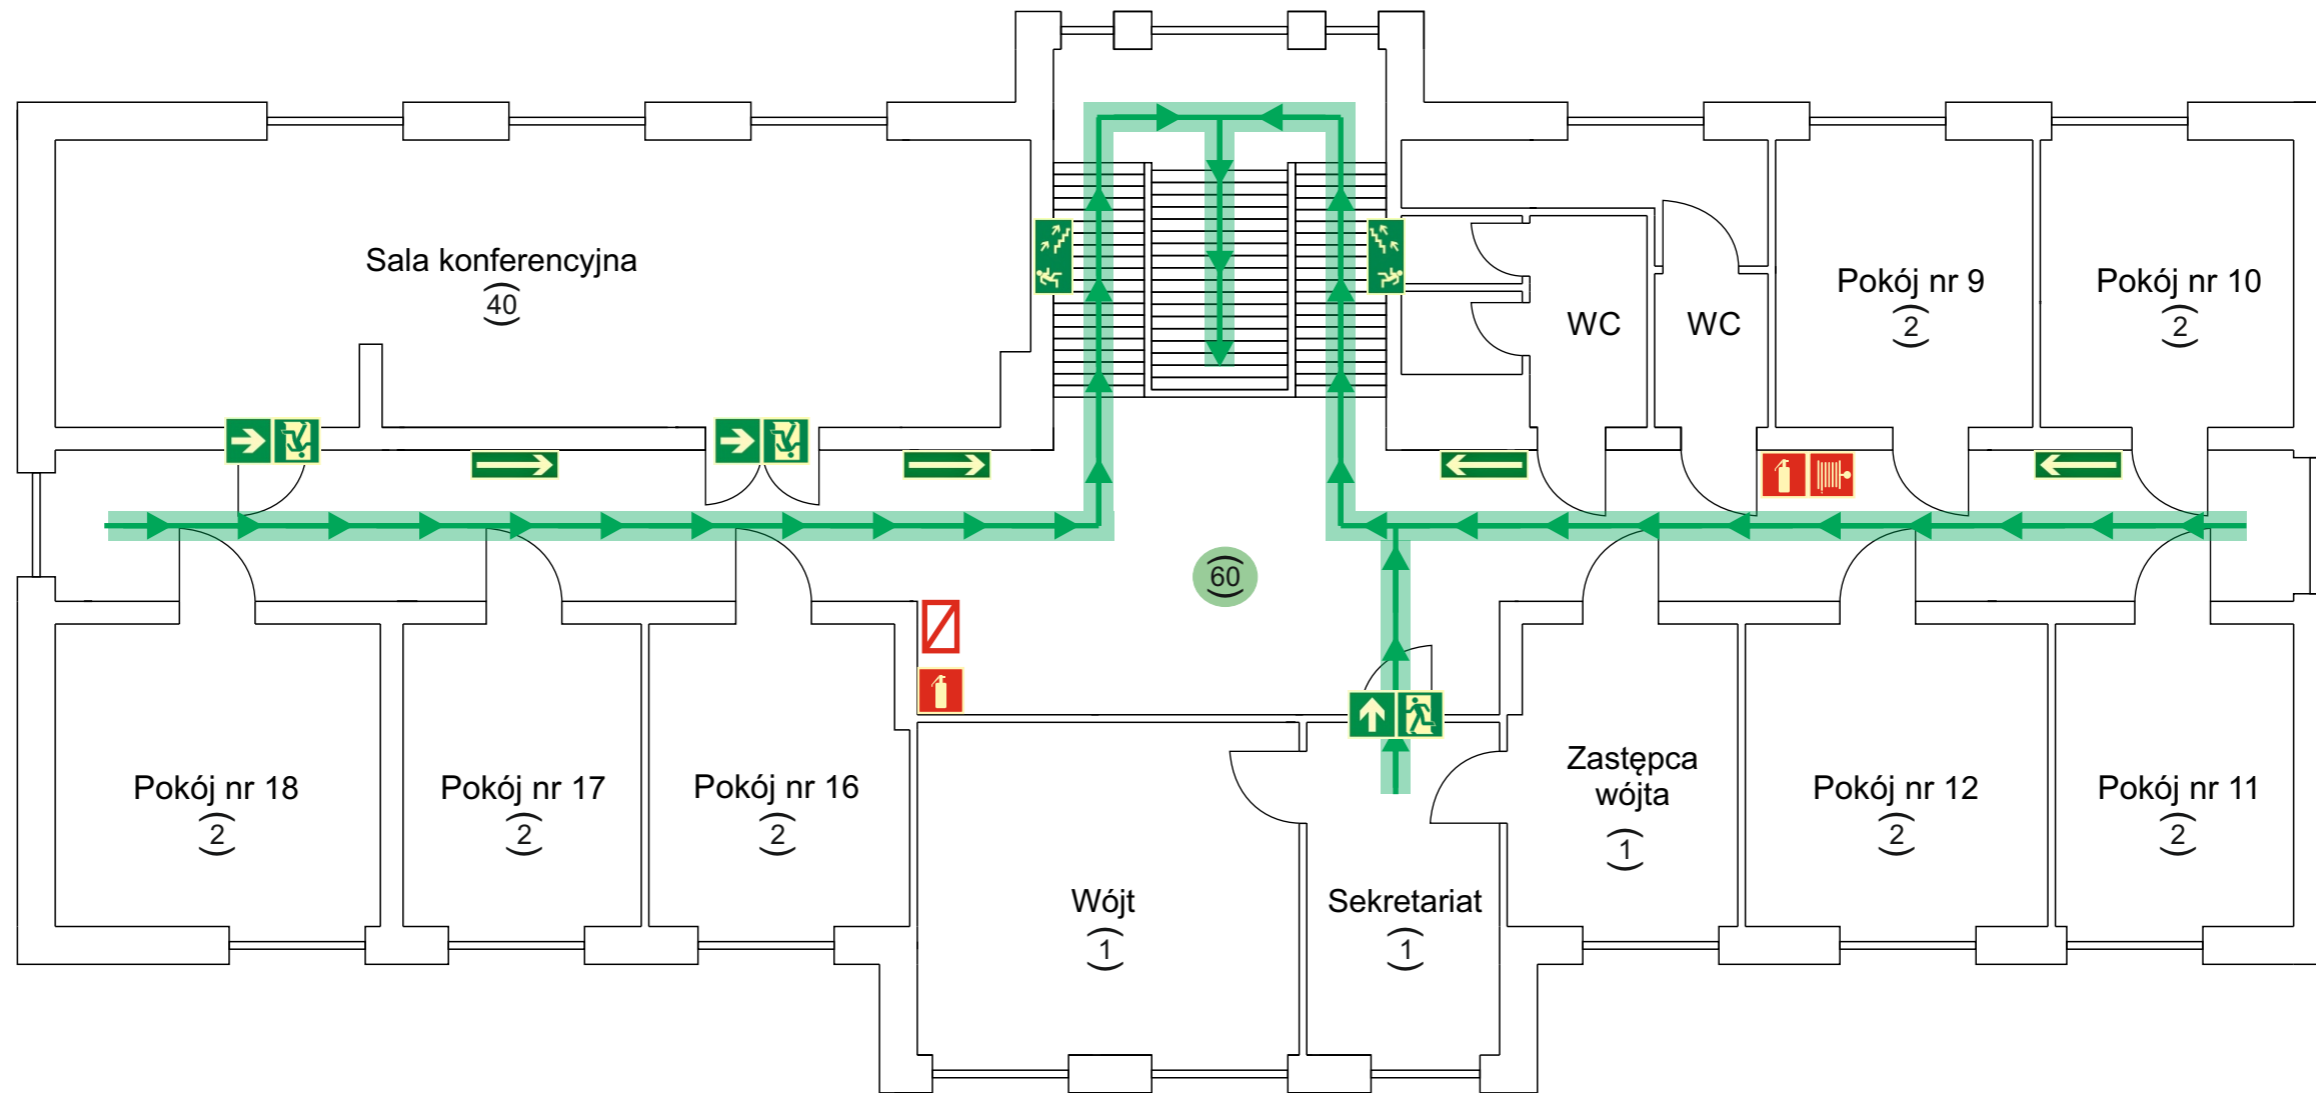 Sala konferencyjna
40
Pokój nr 9
2
Pokój nr 10
2
WC
WC
60
Pokój nr 18
2
Pokój nr 17
2
Pokój nr 16
2
Wójt
1
Sekretariat
1
Zastępca
wójta
1
Pokój nr 12
2
Pokój nr 11
2